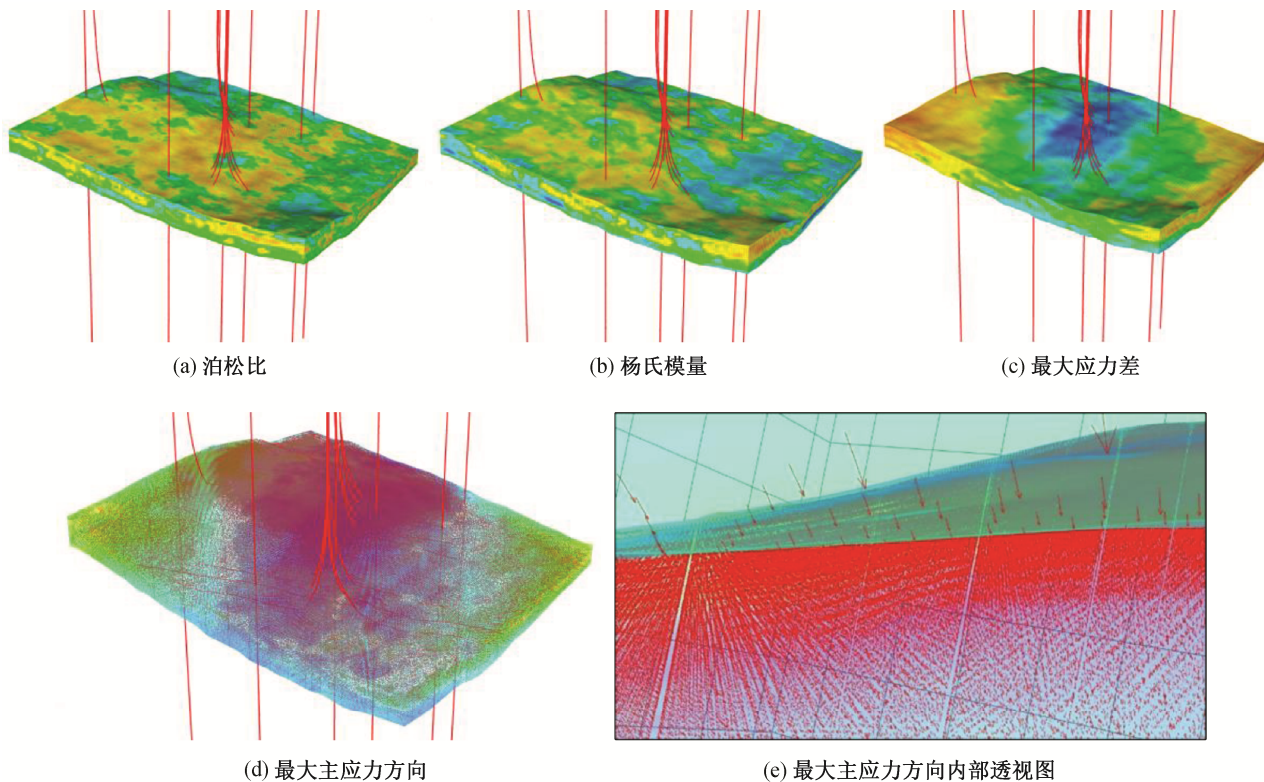 (a) 泊松比
(b) 杨氏模量
(c) 最大应力差
(d) 最大主应力方向
(e) 最大主应力方向内部透视图